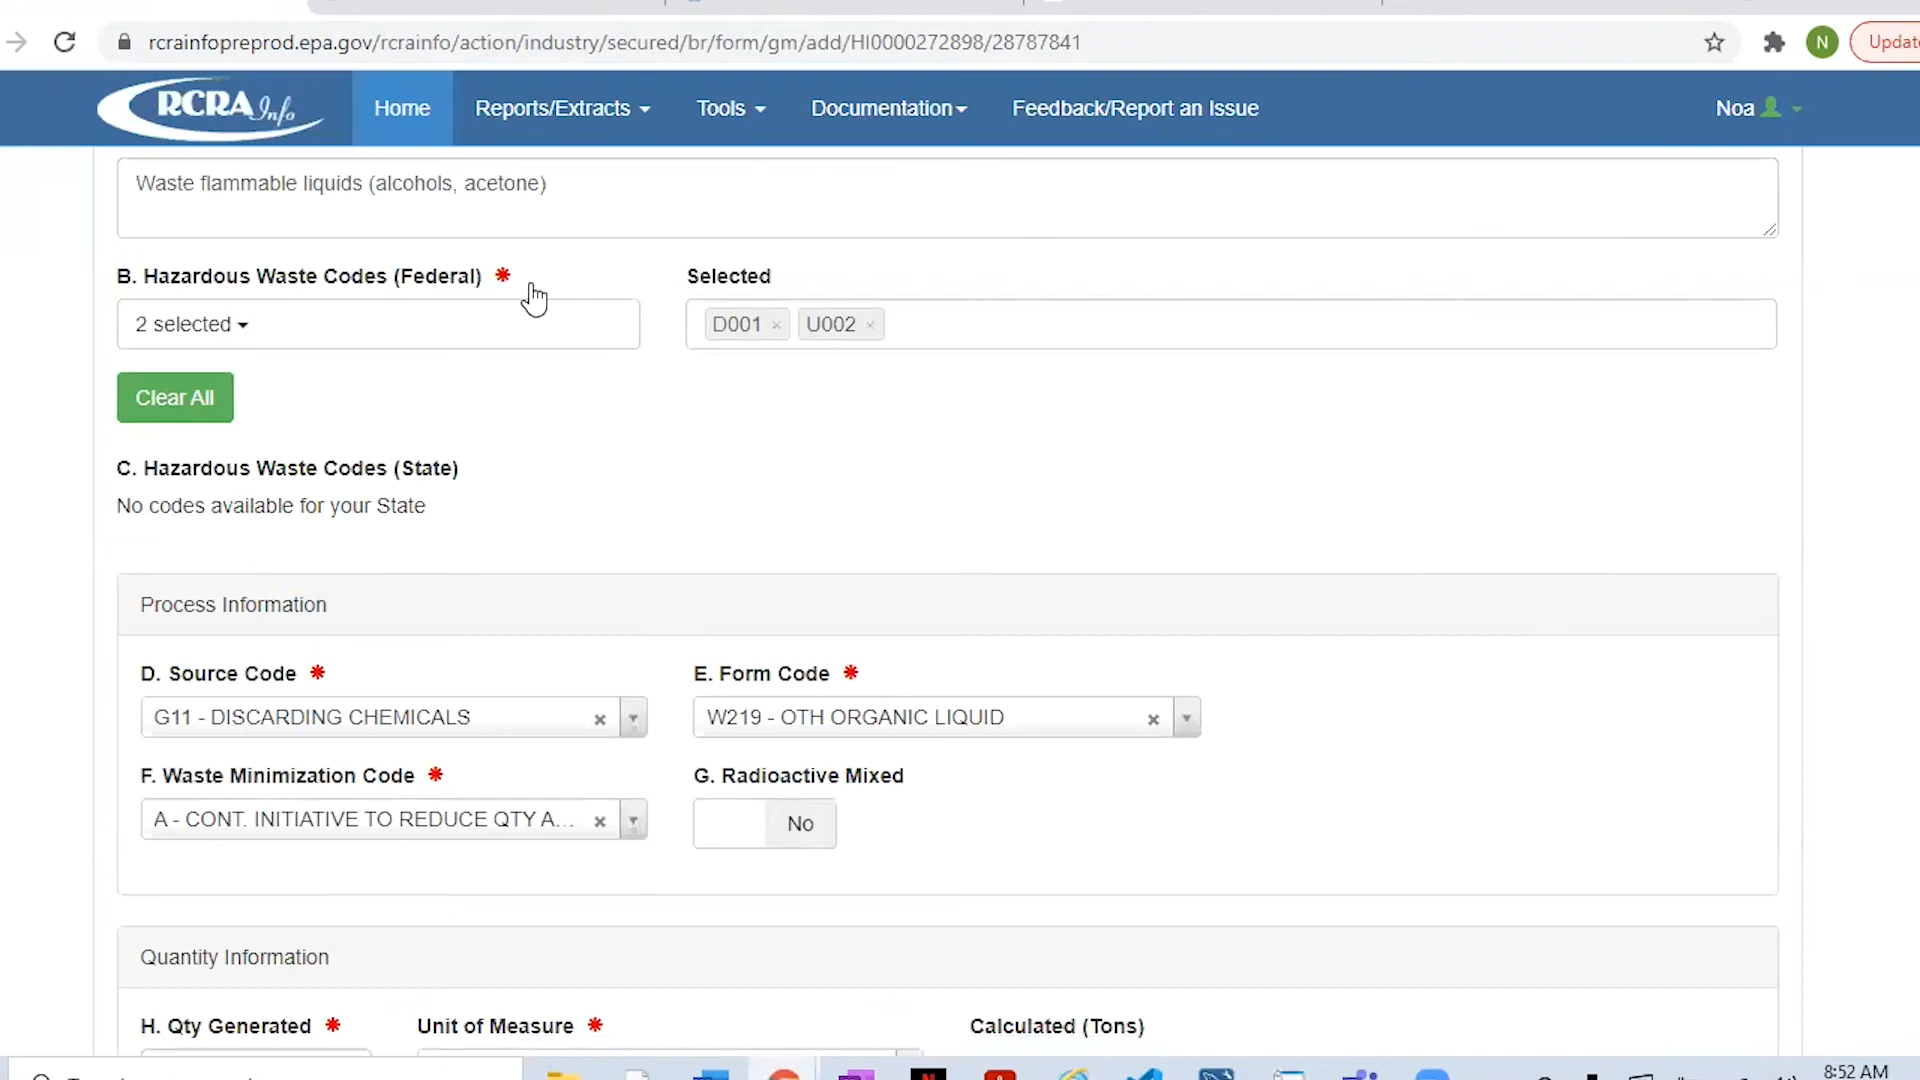 rcrainfopreprod.epa.gov/rcrainfo/action/industry/secured/br/form/gm/add/HI0000272898/28787841
N
Update
RCRAInfo
Home
Reports/Extracts
Tools
Documentation
Feedback/Report an Issue
Noa
Waste flammable liquids (alcohols, acetone)
B. Hazardous Waste Codes (Federal) *
Selected
2 selected
D001 ×
U002 ×
Clear All
C. Hazardous Waste Codes (State)
No codes available for your State
Process Information
D. Source Code *
E. Form Code *
G11 - DISCARDING CHEMICALS ×
W219 - OTH ORGANIC LIQUID ×
F. Waste Minimization Code *
G. Radioactive Mixed
A - CONT. INITIATIVE TO REDUCE QTY A... ×
No
Quantity Information
H. Qty Generated *
Unit of Measure *
Calculated (Tons)
8:52 AM